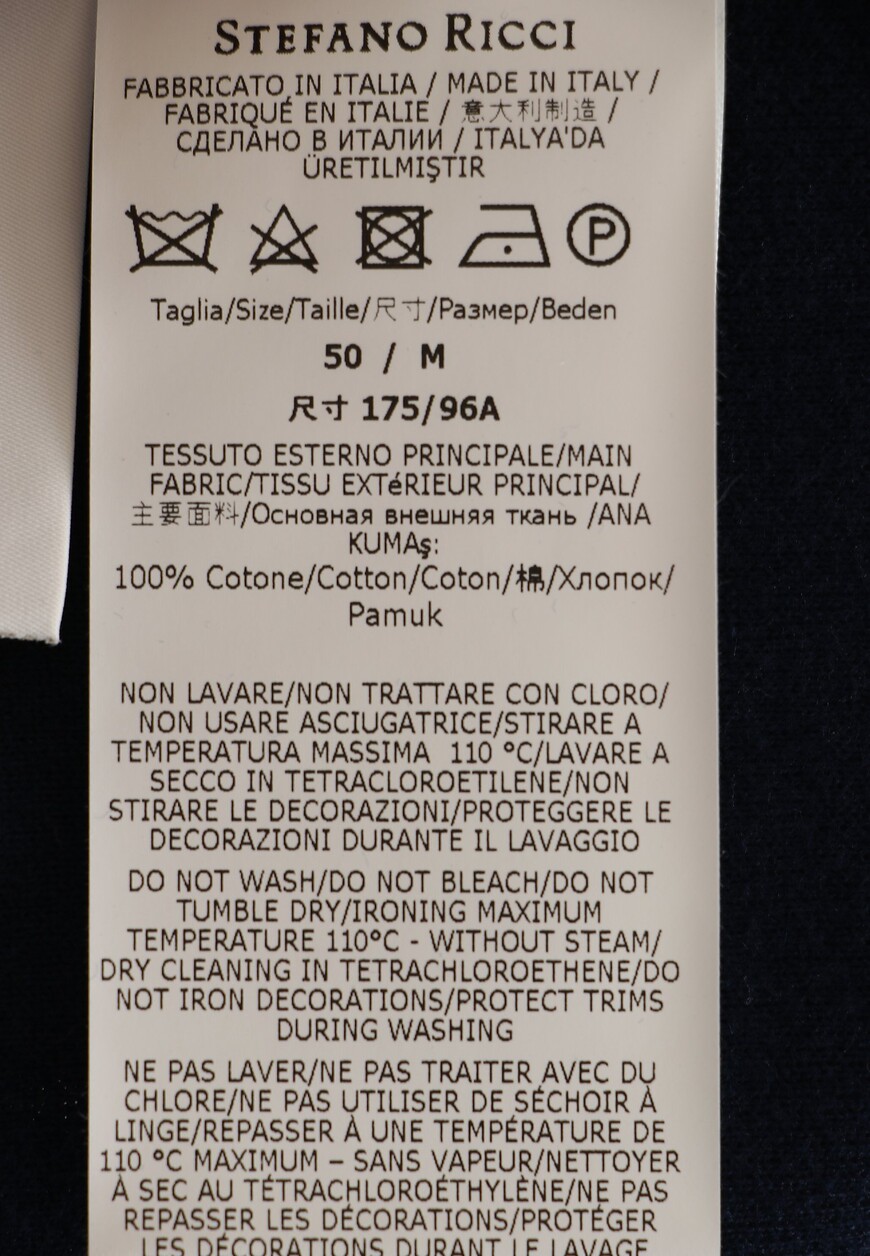 STEFANO RICCI
FABBRICATO IN ITALIA / MADE IN ITALY /
FABRIQUÉ EN ITALIE / 意大利制造 /
СДЕЛАНО В ИТАЛИИ / ITALYA'DA
ÜRETILMIŞTIR
P
Taglia/Size/Taille/尺寸/Размер/Beden
50 / M
尺寸 175/96A
TESSUTO ESTERNO PRINCIPALE/MAIN
FABRIC/TISSU EXTéRIEUR PRINCIPAL/
主要面料/Основная внешняя ткань /ANA
KUMAş:
100% Cotone/Cotton/Coton/棉/Хлопок/
Pamuk
NON LAVARE/NON TRATTARE CON CLORO/
NON USARE ASCIUGATRICE/STIRARE A
TEMPERATURA MASSIMA 110 °C/LAVARE A
SECCO IN TETRACLOROETILENE/NON
STIRARE LE DECORAZIONI/PROTEGGERE LE
DECORAZIONI DURANTE IL LAVAGGIO
DO NOT WASH/DO NOT BLEACH/DO NOT
TUMBLE DRY/IRONING MAXIMUM
TEMPERATURE 110°C - WITHOUT STEAM/
DRY CLEANING IN TETRACHLOROETHENE/DO
NOT IRON DECORATIONS/PROTECT TRIMS
DURING WASHING
NE PAS LAVER/NE PAS TRAITER AVEC DU
CHLORE/NE PAS UTILISER DE SÉCHOIR À
LINGE/REPASSER À UNE TEMPÉRATURE DE
110 °C MAXIMUM – SANS VAPEUR/NETTOYER
À SEC AU TÉTRACHLOROÉTHYLÈNE/NE PAS
REPASSER LES DÉCORATIONS/PROTÉGER
LES DÉCORATIONS DURANT LE LAVAGE